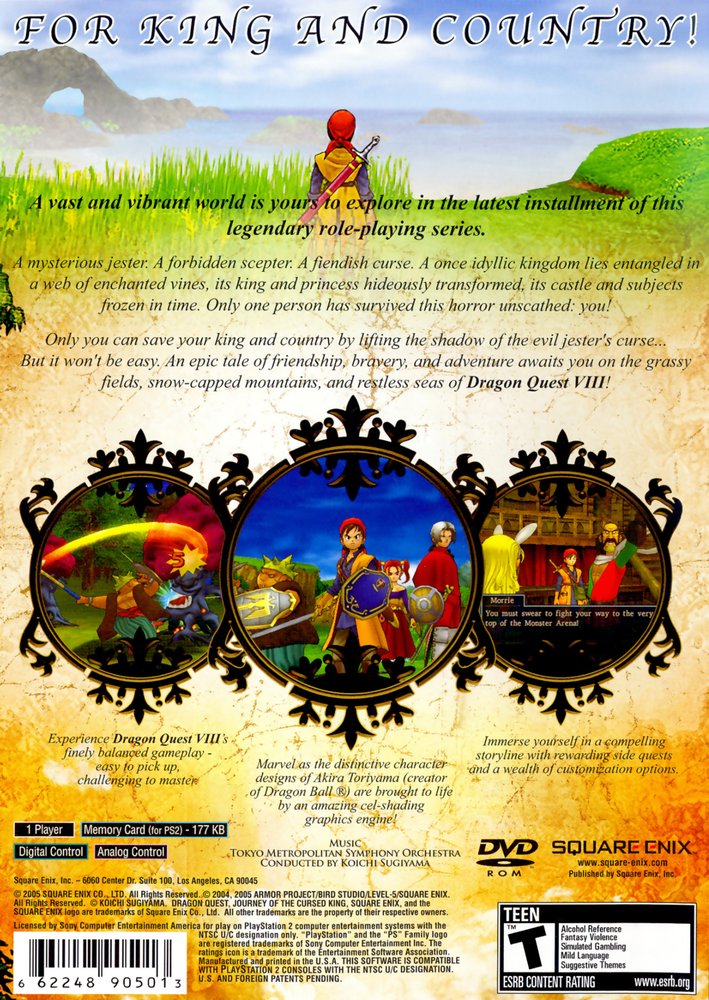 FOR KING AND COUNTRY!
A vast and vibrant world is yours to explore in the latest installment of this
legendary role-playing series.
A mysterious jester. A forbidden scepter. A fiendish curse. A once idyllic kingdom lies entangled in
a web of enchanted vines, its king and princess hideously transformed, its castle and subjects
frozen in time. Only one person has survived this horror unscathed: you!
Only you can save your king and country by lifting the shadow of the evil jester's curse...
But it won't be easy. An epic tale of friendship, bravery, and adventure awaits you on the grassy
fields, snow-capped mountains, and restless seas of Dragon Quest VIII!
5
Morrie
You must swear to fight your way to the very
top of the Monster Arena!
Experience Dragon Quest VIII's
finely balanced gameplay -
easy to pick up,
challenging to master.
Marvel as the distinctive character
designs of Akira Toriyama (creator
of Dragon Ball ®) are brought to life
by an amazing cel-shading
graphics engine!
Immerse yourself in a compelling
storyline with rewarding side quests
and a wealth of customization options.
1 Player
Memory Card (for PS2) - 177 KB
Digital Control
Analog Control
MUSIC
TOKYO METROPOLITAN SYMPHONY ORCHESTRA
CONDUCTED BY KOICHI SUGIYAMA
DVD
ROM
SQUARE ENIX
www.square-enix.com
Published by Square Enix, Inc.
Square Enix, Inc. – 6060 Center Dr. Suite 100, Los Angeles, CA 90045
© 2005 SQUARE ENIX CO., LTD. All Rights Reserved. © 2004, 2005 ARMOR PROJECT/BIRD STUDIO/LEVEL-5/SQUARE ENIX.
All Rights Reserved. © KOICHI SUGIYAMA. DRAGON QUEST, JOURNEY OF THE CURSED KING, SQUARE ENIX, and the
SQUARE ENIX logo are trademarks of Square Enix Co., Ltd. All other trademarks are the property of their respective owners.
Licensed by Sony Computer Entertainment America for play on PlayStation 2 computer entertainment systems with the
NTSC U/C designation only. "PlayStation" and the "PS" Family logo
are registered trademarks of Sony Computer Entertainment Inc. The
ratings icon is a trademark of the Entertainment Software Association.
Manufactured and printed in the U.S.A. THIS SOFTWARE IS COMPATIBLE
WITH PLAYSTATION 2 CONSOLES WITH THE NTSC U/C DESIGNATION.
U.S. AND FOREIGN PATENTS PENDING.
6 62248 90501 3
TEEN
T
Alcohol Reference
Fantasy Violence
Simulated Gambling
Mild Language
Suggestive Themes
ESRB CONTENT RATING
www.esrb.org